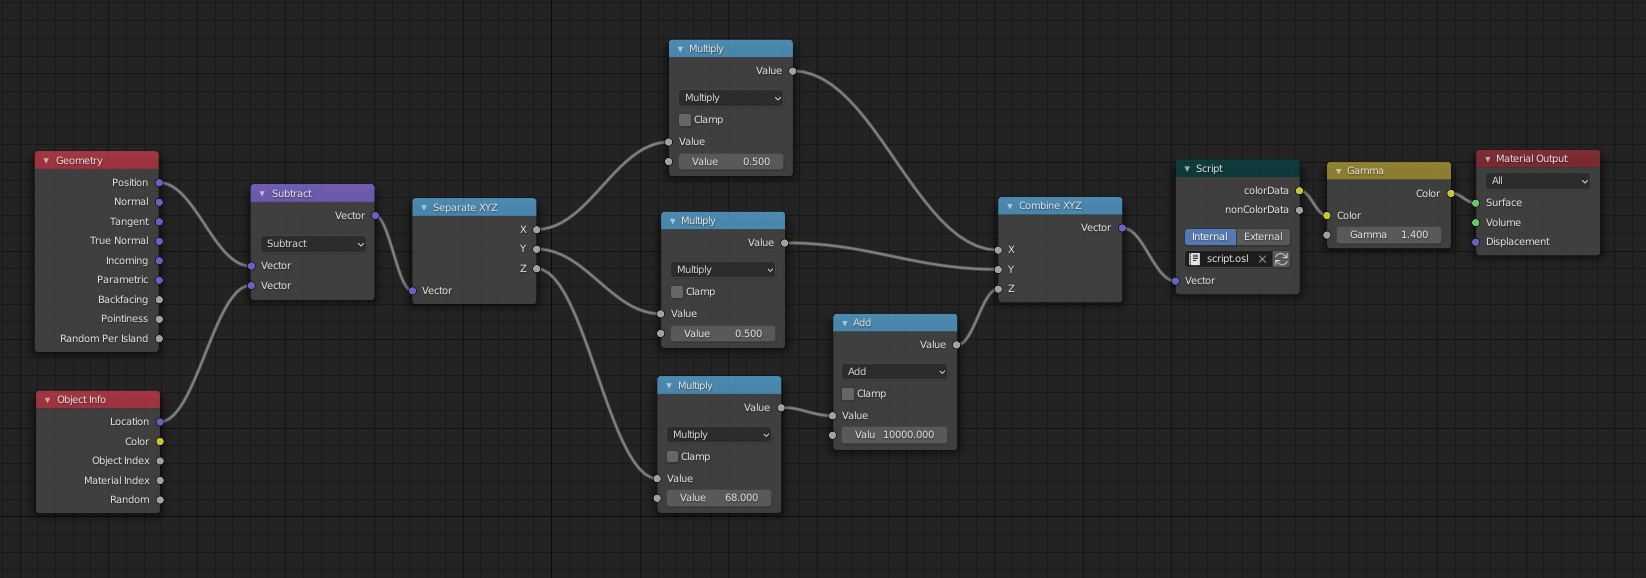 Geometry
Position
Normal
Tangent
True Normal
Incoming
Parametric
Backfacing
Pointiness
Random Per Island
Object Info
Location
Color
Object Index
Material Index
Random
Subtract
Vector
Subtract
Vector
Vector
Separate XYZ
X
Y
Z
Vector
Multiply
Value
Multiply
Clamp
Value
Value 0.500
Multiply
Value
Multiply
Clamp
Value
Value 0.500
Multiply
Value
Multiply
Clamp
Value
Value 68.000
Add
Value
Add
Clamp
Value
Valu 10000.000
Combine XYZ
Vector
X
Y
Z
Script
colorData
nonColorData
Internal External
script.osl
Vector
Gamma
Color
Color
Gamma 1.400
Material Output
All
Surface
Volume
Displacement